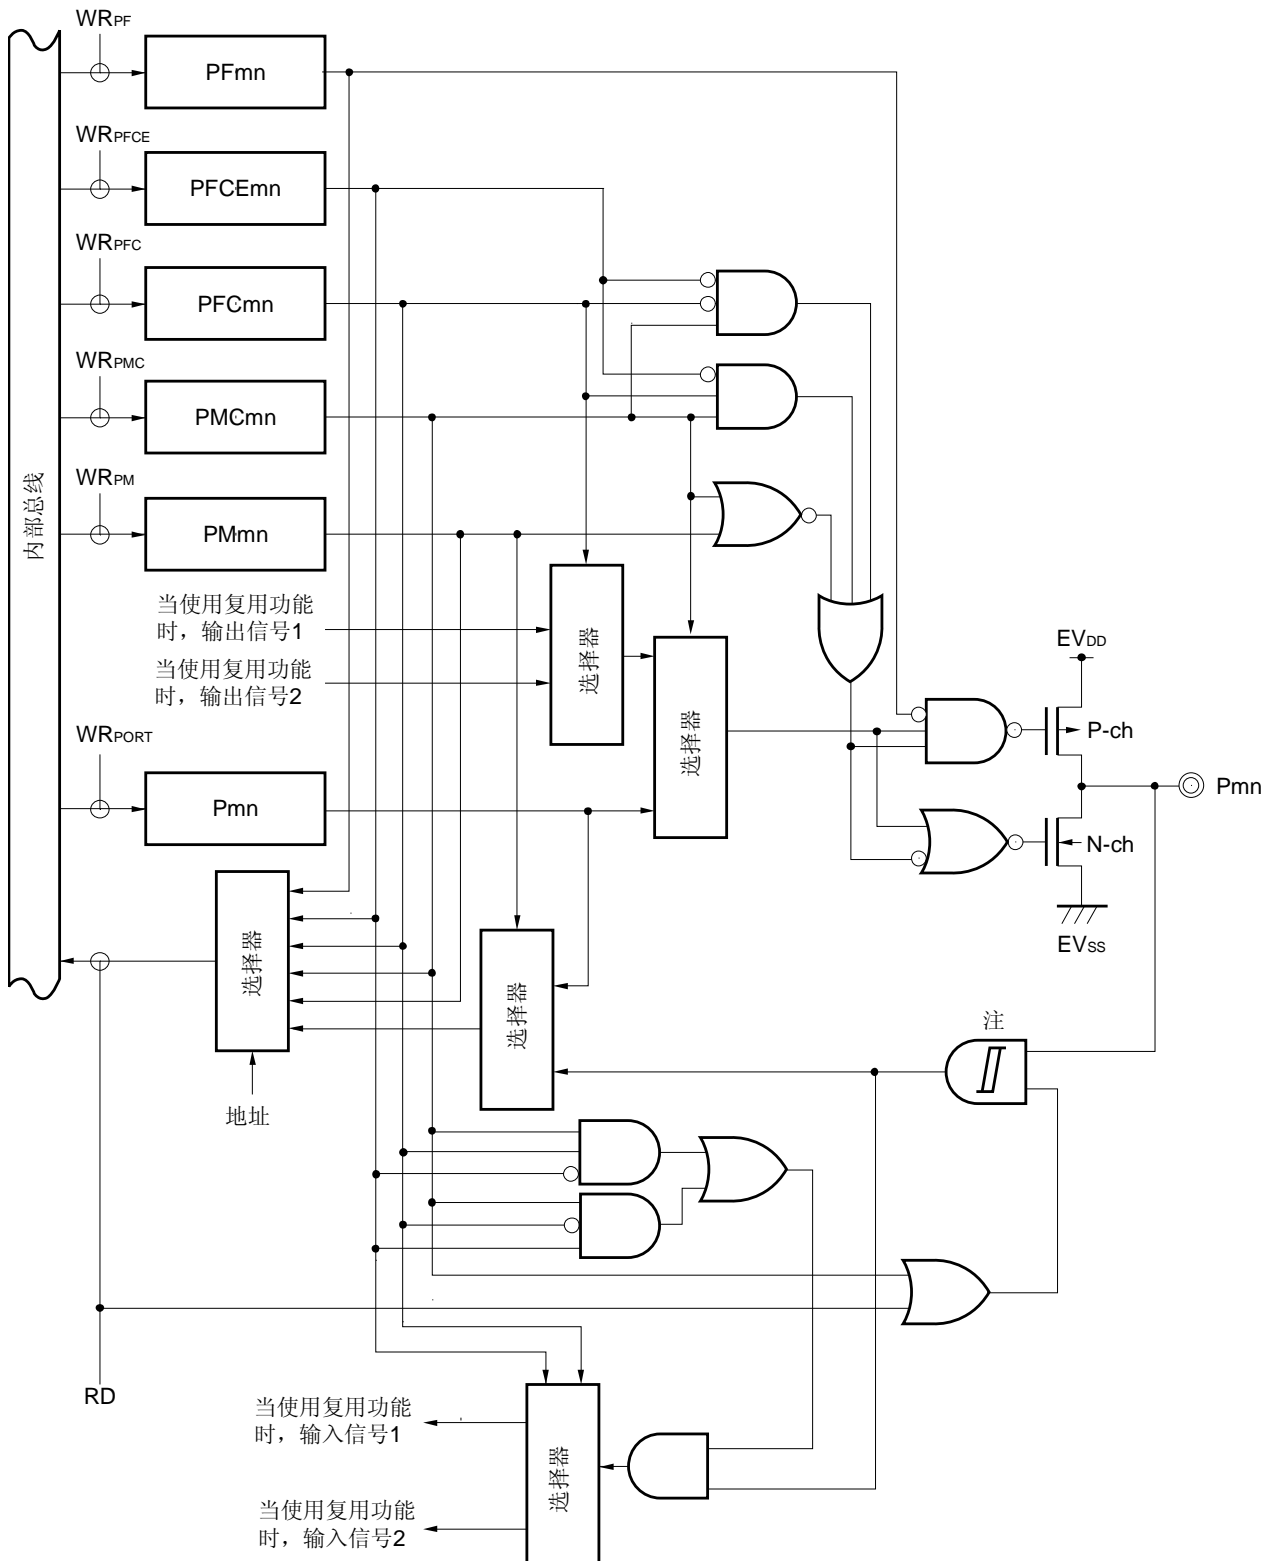 WRPF
PFmn
WRPFCE
PFCEmn
WRPFC
PFCmn
WRPMC
PMCmn
内部总线
WRPM
PMmn
当使用复用功能
时，输出信号1
当使用复用功能
时，输出信号2
选择器
选择器
EVDD
P-ch
WRPORT
Pmn
Pmn
N-ch
EVSS
选择器
选择器
注
地址
RD
当使用复用功能
时，输入信号1
选择器
当使用复用功能
时，输入信号2